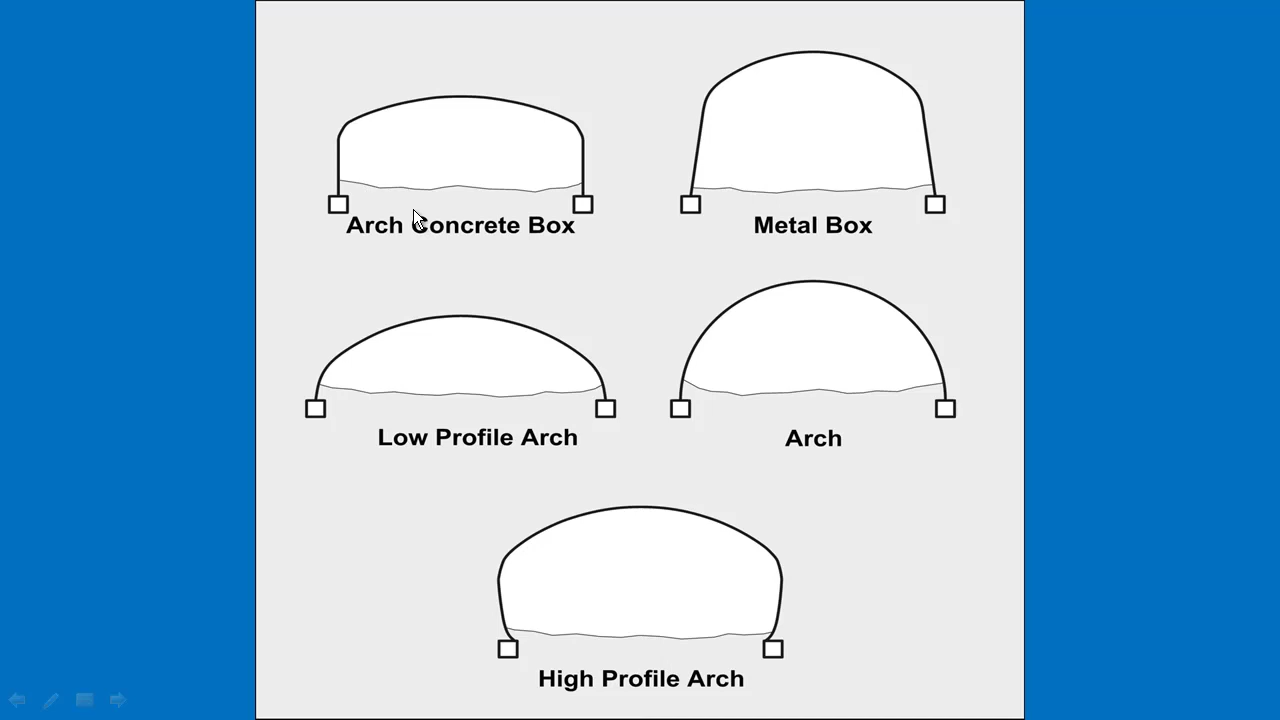 Arch Concrete Box
Metal Box
Low Profile Arch
Arch
High Profile Arch